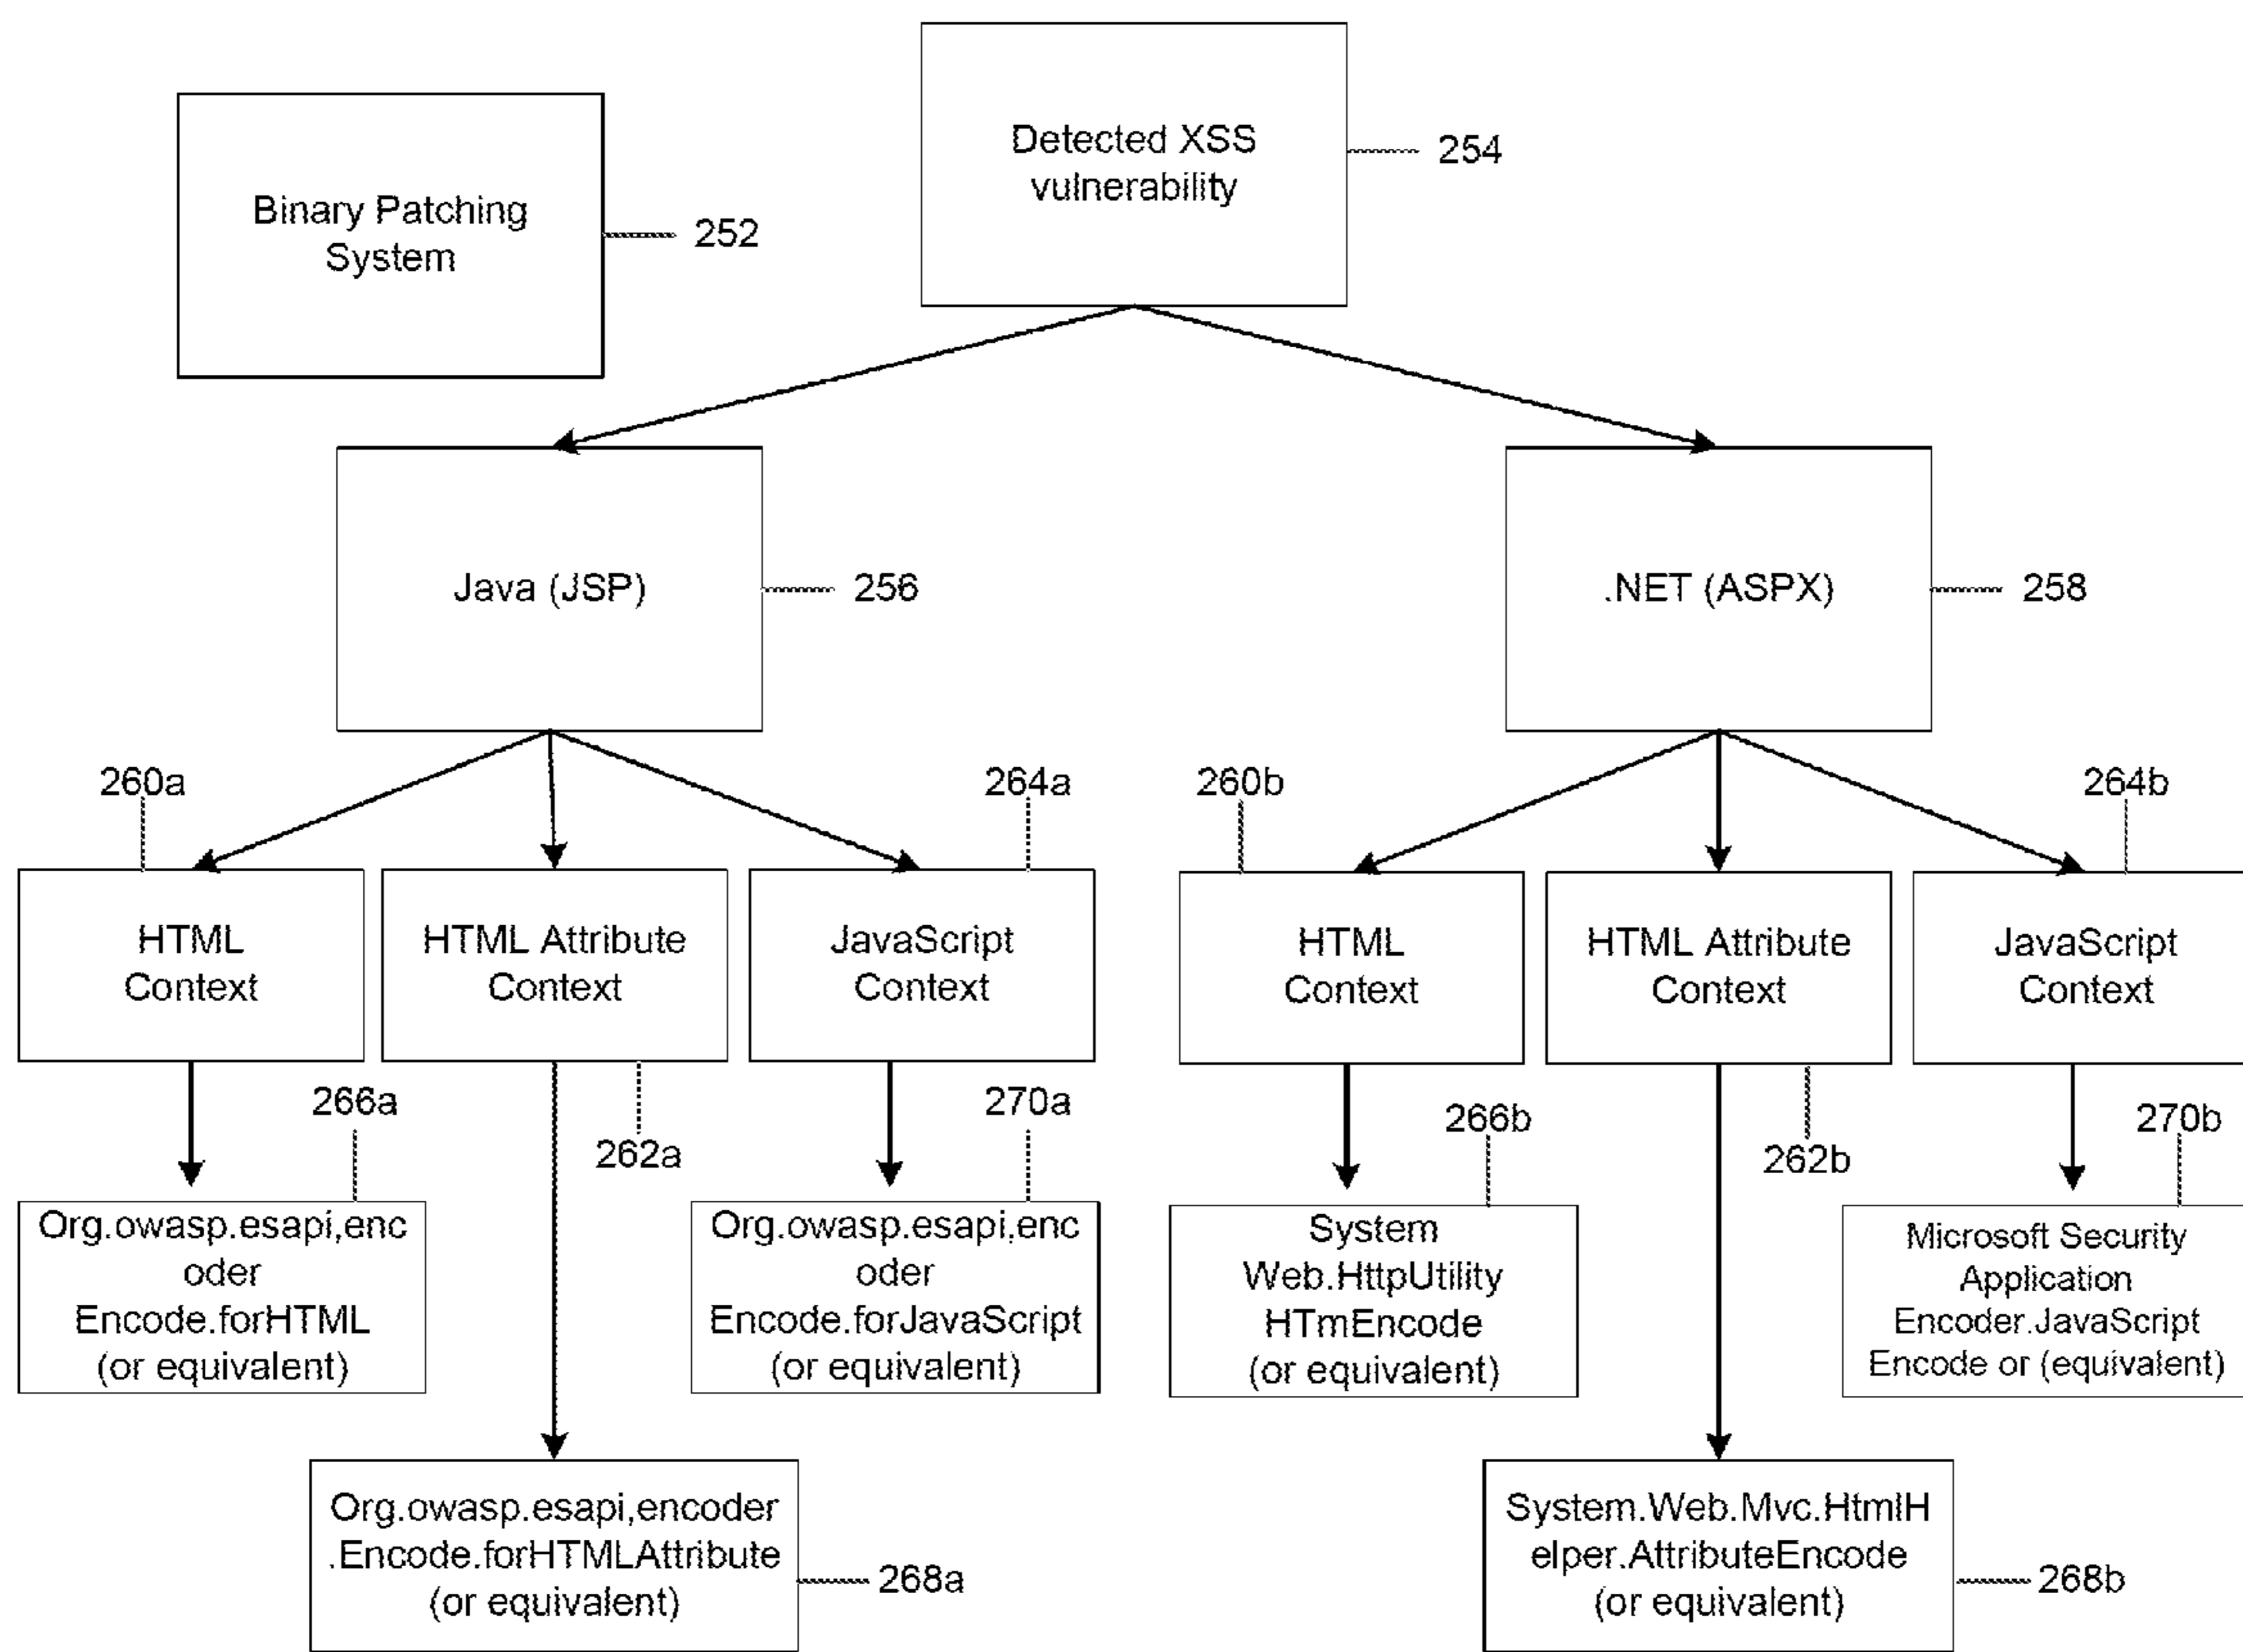 Detected XSS
vulnerability
254
Binary Patching
System
252
Java (JSP)
256
.NET (ASPX)
258
260a
264a
260b
264b
HTML
Context
HTML Attribute
Context
JavaScript
Context
HTML
Context
HTML Attribute
Context
JavaScript
Context
266a
262a
270a
266b
262b
270b
Org.owasp.esapi,enc
oder
Encode.forHTML
(or equivalent)
Org.owasp.esapi,enc
oder
Encode.forJavaScript
(or equivalent)
System
Web.HttpUtility
HTmEncode
(or equivalent)
Microsoft Security
Application
Encoder.JavaScript
Encode or (equivalent)
Org.owasp.esapi,encoder
.Encode.forHTMLAttribute
(or equivalent)
268a
System.Web.Mvc.HtmlH
elper.AttributeEncode
(or equivalent)
268b